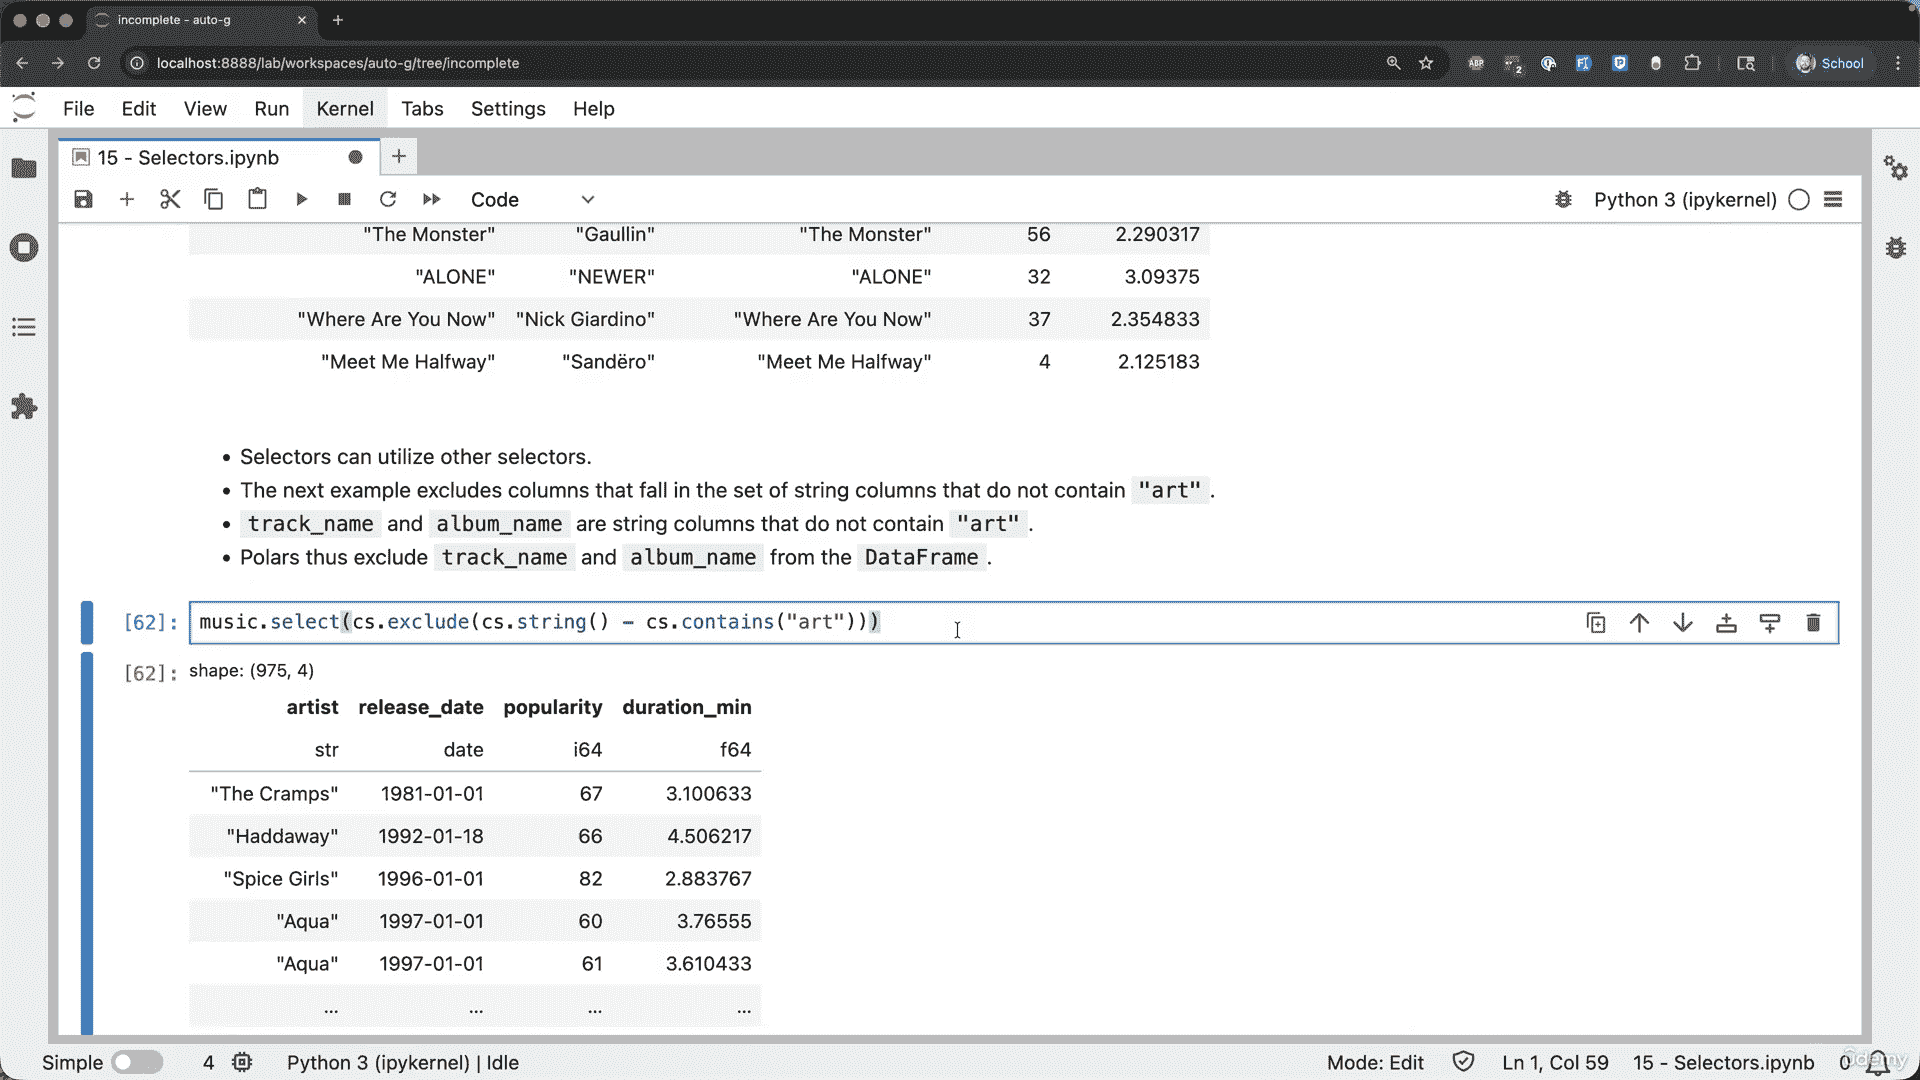 incomplete - auto-g
localhost:8888/lab/workspaces/auto-g/tree/incomplete
ABP
2
School
File Edit View Run Kernel Tabs Settings Help
15 - Selectors.ipynb
Code
Python 3 (ipykernel)
"The Monster" "Gaullin" "The Monster" 56 2.290317
"ALONE" "NEWER" "ALONE" 32 3.09375
"Where Are You Now" "Nick Giardino" "Where Are You Now" 37 2.354833
"Meet Me Halfway" "Sandëro" "Meet Me Halfway" 4 2.125183
• Selectors can utilize other selectors.
• The next example excludes columns that fall in the set of string columns that do not contain "art" .
• track_name and album_name are string columns that do not contain "art" .
• Polars thus exclude track_name and album_name from the DataFrame .
[62]: music.select(cs.exclude(cs.string() - cs.contains("art")))
[62]: shape: (975, 4)
artist release_date popularity duration_min
str date i64 f64
"The Cramps" 1981-01-01 67 3.100633
"Haddaway" 1992-01-18 66 4.506217
"Spice Girls" 1996-01-01 82 2.883767
"Aqua" 1997-01-01 60 3.76555
"Aqua" 1997-01-01 61 3.610433
… … … …
Simple 4 Python 3 (ipykernel) | Idle Mode: Edit Ln 1, Col 59 15 - Selectors.ipynb 0
udemy